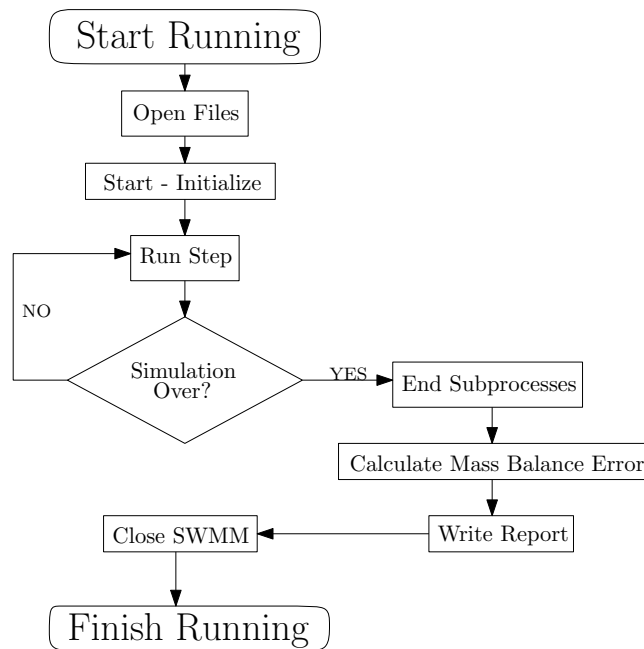 Start Running
Open Files
Start - Initialize
Run Step
NO
Simulation
Over?
YES
End Subprocesses
Calculate Mass Balance Error
Write Report
Close SWMM
Finish Running